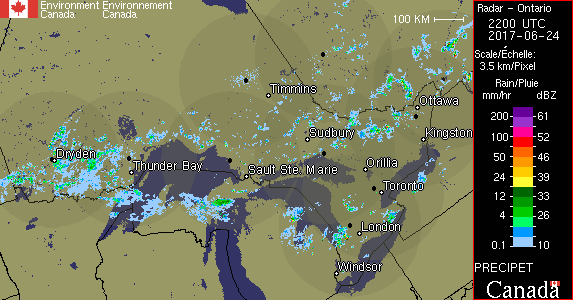 Environment Environnement
Canada Canada
100 KM
Timmins
Ottawa
Sudbury
Kingston
Dryden
Thunder Bay
Sault Ste. Marie
Orillia
Toronto
London
Windsor
Radar - Ontario
2200 UTC
2017-06-24
Scale/Échelle:
3.5 km/Pixel
Rain/Pluie
mm/hr dBZ
200 61
100 52
50 46
24 39
12 33
4 26
0.1 10
PRECIPET
Canada